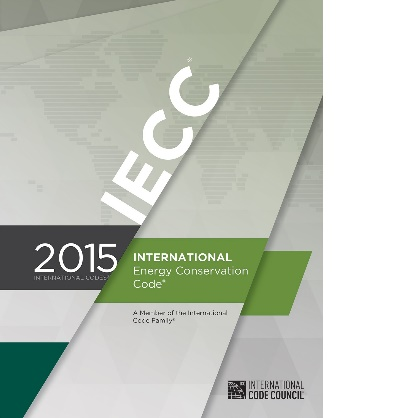 IECC®
2015
INTERNATIONAL CODES®
INTERNATIONAL
Energy Conservation
Code®
A Member of the International
Code Family®
INTERNATIONAL
CODE COUNCIL®